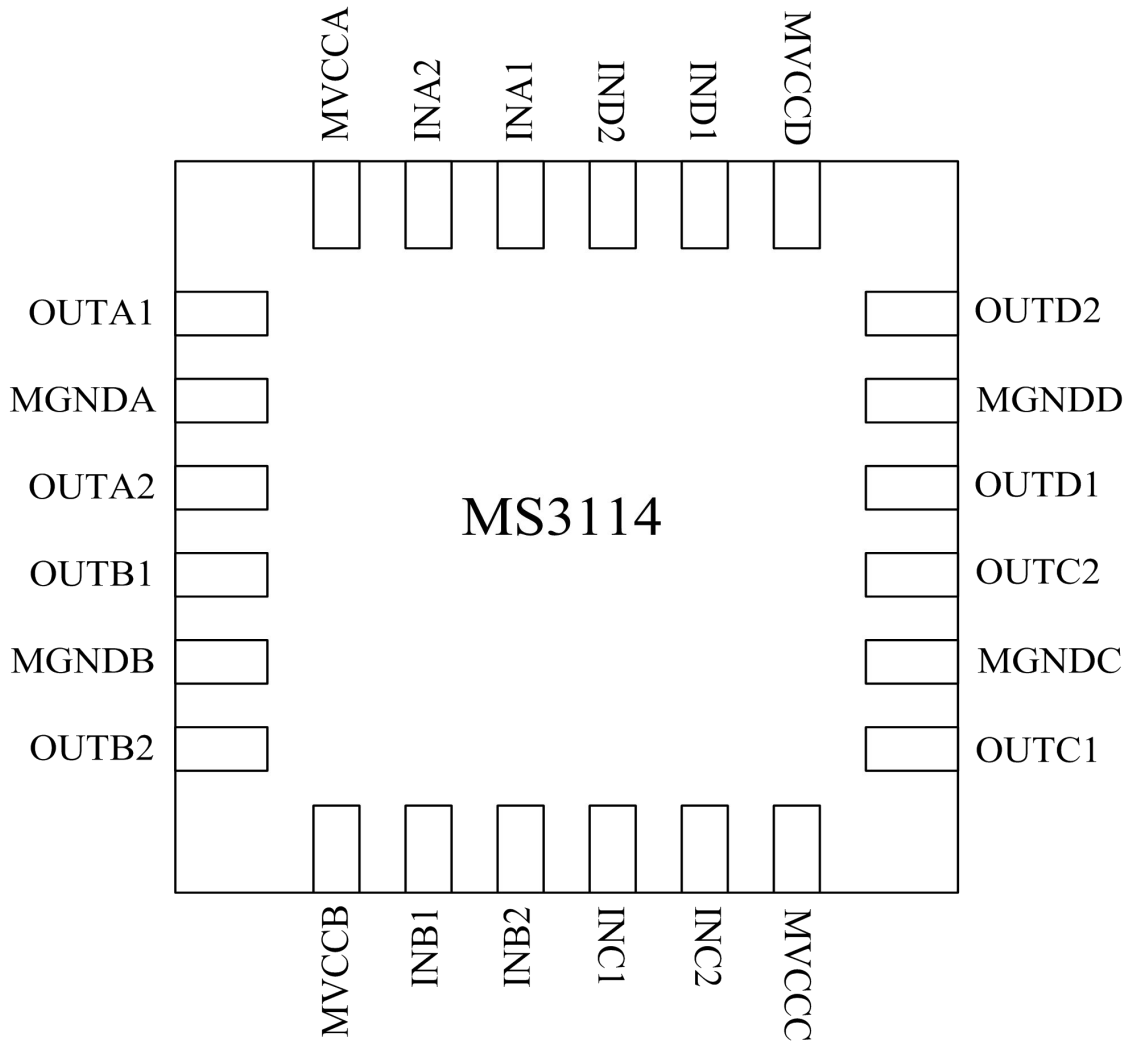 MVCCA
INA2
INA1
IND2
IND1
MVCCD
OUTA1
MGNDA
OUTA2
OUTB1
MGNDB
OUTB2
MS3114
OUTD2
MGNDD
OUTD1
OUTC2
MGNDC
OUTC1
MVCCB
INB1
INB2
INC1
INC2
MVCCC